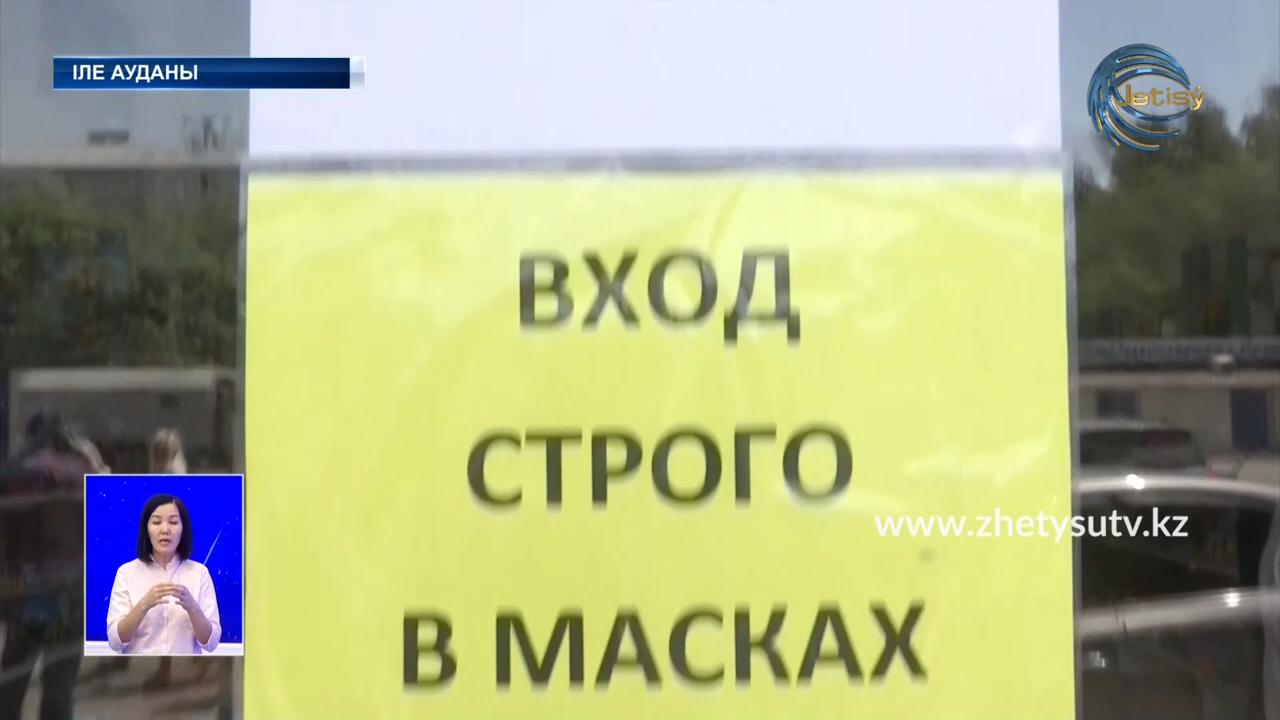 ІЛЕ АУДАНЫ
Jetisý
ВХОД
СТРОГО
www.zhetysutv.kz
В МАСКАХ